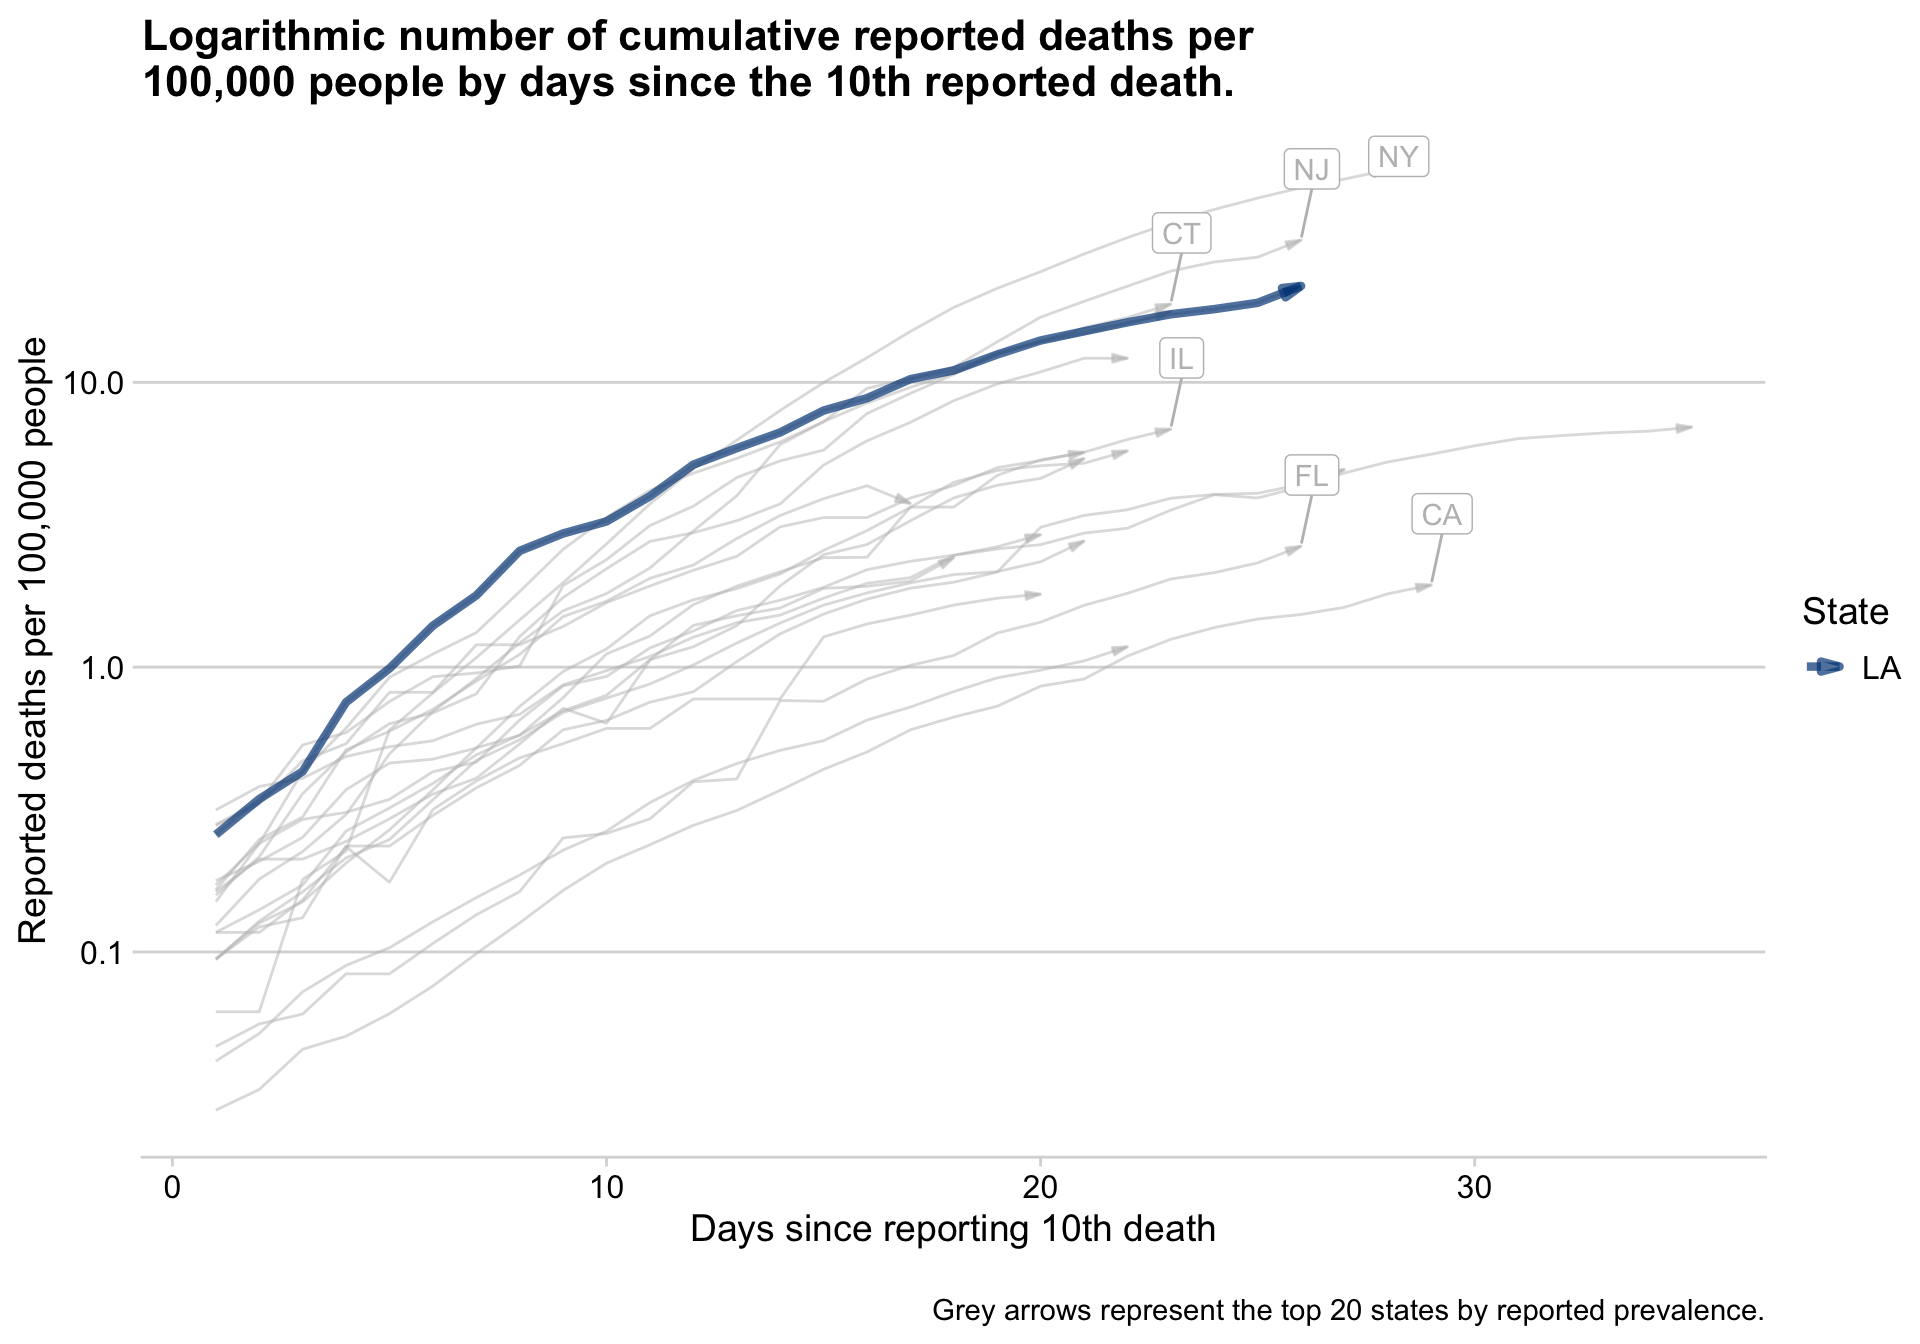 Logarithmic number of cumulative reported deaths per
100,000 people by days since the 10th reported death.
Reported deaths per 100,000 people
10.0
1.0
0.1
NY
NJ
CT
IL
FL
CA
State
LA
0
10
20
30
Days since reporting 10th death
Grey arrows represent the top 20 states by reported prevalence.